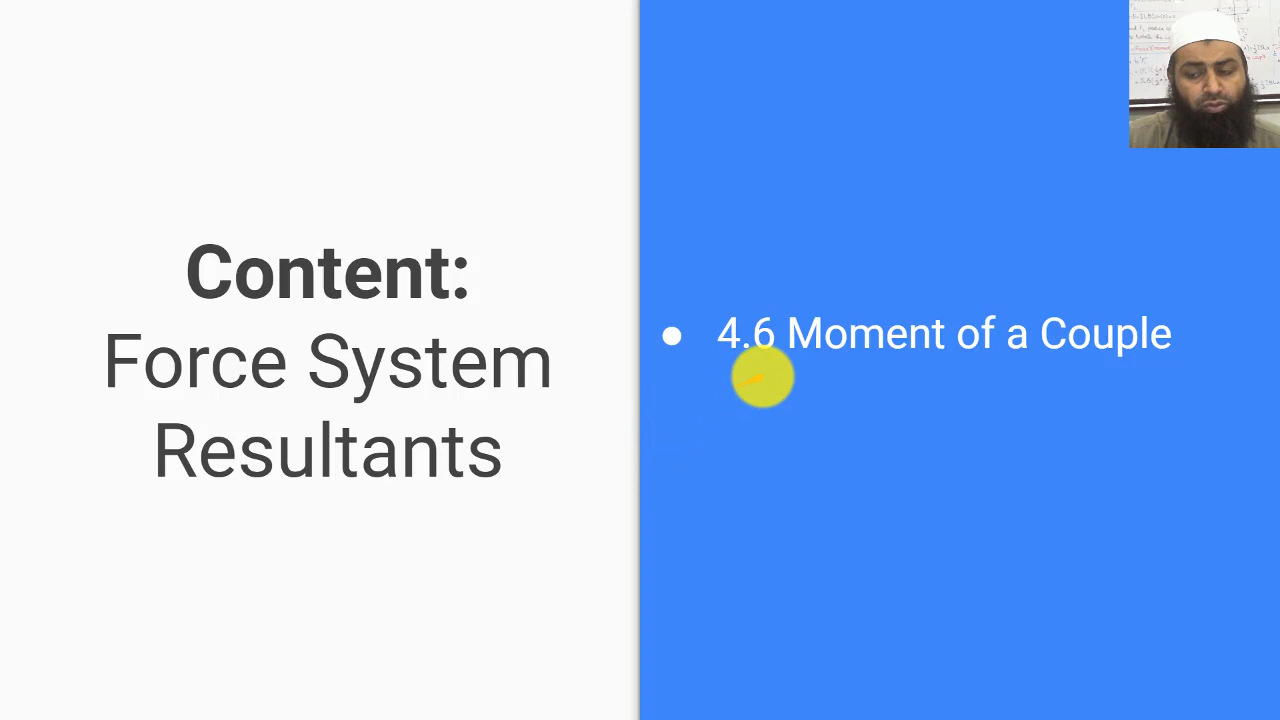 Content:
Force System
Resultants
● 4.6 Moment of a Couple